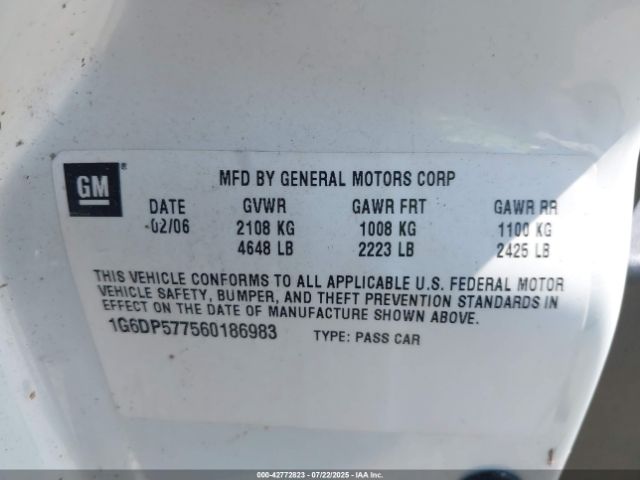 GM ®
MFD BY GENERAL MOTORS CORP
DATE GVWR GAWR FRT GAWR RR
02/06 2108 KG 1008 KG 1100 KG
4648 LB 2223 LB 2425 LB
THIS VEHICLE CONFORMS TO ALL APPLICABLE U.S. FEDERAL MOTOR
VEHICLE SAFETY, BUMPER, AND THEFT PREVENTION STANDARDS IN
EFFECT ON THE DATE OF MANUFACTURE SHOWN ABOVE.
1G6DP577560186983 TYPE: PASS CAR
000-42772823 - 07/22/2025 - IAA Inc.